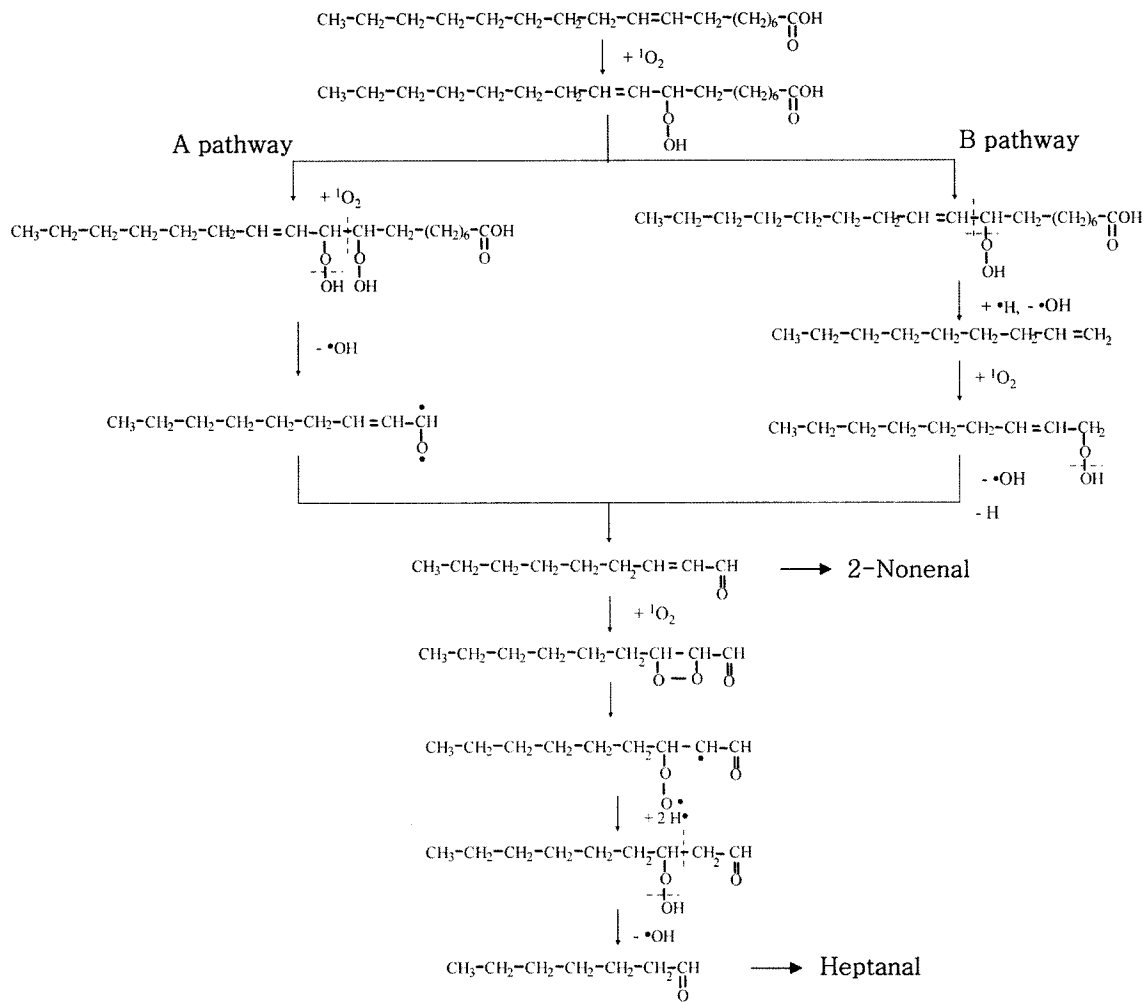 CH₃–CH₂–CH₂–CH₂–CH₂–CH₂–CH₂–CH₂–CH=CH–CH₂–(CH₂)₆–COH
O
+ ¹O₂
CH₃–CH₂–CH₂–CH₂–CH₂–CH₂–CH₂–CH=CH–CH–CH₂–(CH₂)₆–COH
O O
OH
A pathway
B pathway
+ ¹O₂
CH₃–CH₂–CH₂–CH₂–CH₂–CH₂–CH=CH–CH–CH–CH₂–(CH₂)₆–COH
O O O
OH OH
CH₃–CH₂–CH₂–CH₂–CH₂–CH₂–CH₂–CH=CH–CH–CH₂–(CH₂)₆–COH
O O
OH
- •OH
+ •H, - •OH
CH₃–CH₂–CH₂–CH₂–CH₂–CH₂–CH₂–CH=CH₂
+ ¹O₂
CH₃–CH₂–CH₂–CH₂–CH₂–CH₂–CH=CH–CH
O
CH₃–CH₂–CH₂–CH₂–CH₂–CH₂–CH=CH–CH₂
O
OH
- •OH
- H
CH₃–CH₂–CH₂–CH₂–CH₂–CH₂–CH=CH–CH
O
2-Nonenal
+ ¹O₂
CH₃–CH₂–CH₂–CH₂–CH₂–CH₂–CH–CH–CH
O–O O
CH₃–CH₂–CH₂–CH₂–CH₂–CH₂–CH–CH–CH
O O
O•
+ 2 H•
CH₃–CH₂–CH₂–CH₂–CH₂–CH₂–CH–CH₂–CH
O O
OH
- •OH
CH₃–CH₂–CH₂–CH₂–CH₂–CH₂–CH
O
Heptanal